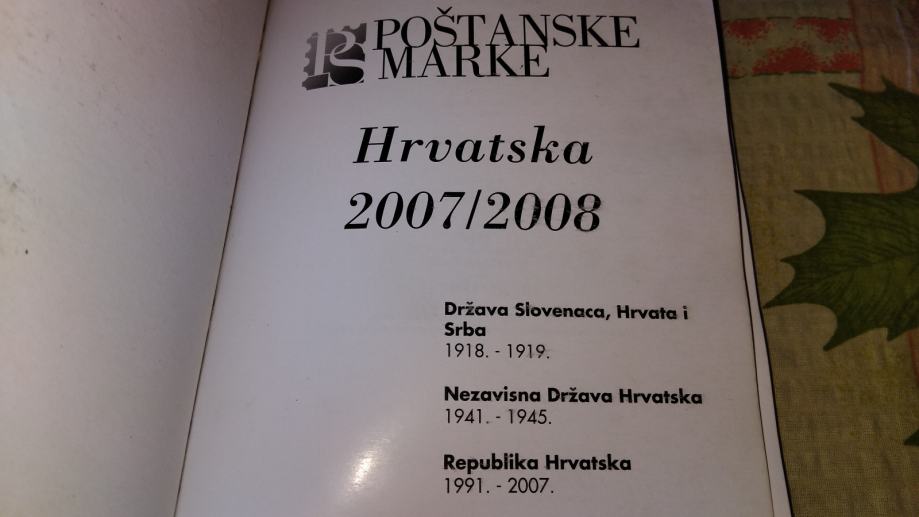 PS POŠTANSKE
MARKE
Hrvatska
2007/2008
Država Slovenaca, Hrvata i
Srba
1918. - 1919.
Nezavisna Država Hrvatska
1941. - 1945.
Republika Hrvatska
1991. - 2007.